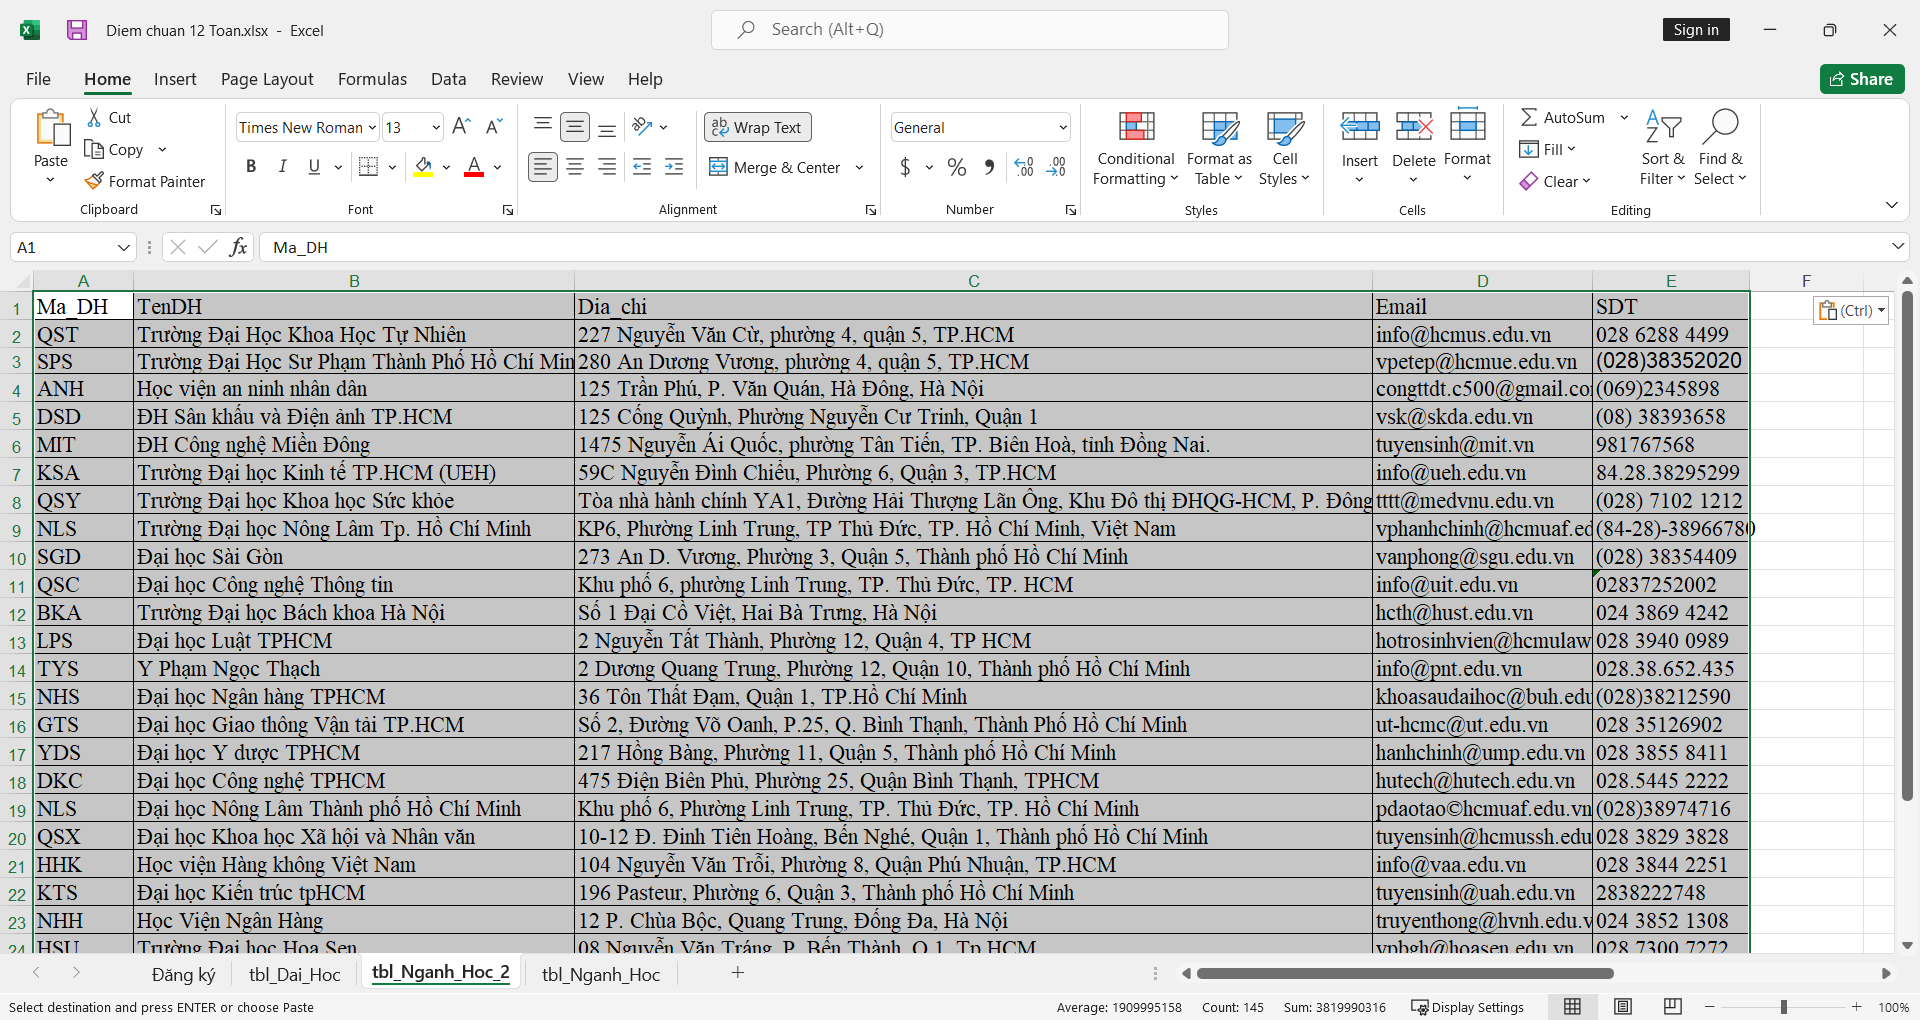 Diem chuan 12 Toan.xlsx - Excel
Search (Alt+Q)
Sign in
File Home Insert Page Layout Formulas Data Review View Help
Share
Paste
Cut
Copy
Format Painter
Clipboard
Times New Roman 13
B I U
Font
Wrap Text
Merge & Center
Alignment
General
$ %
Number
Conditional Formatting
Format as Table
Cell Styles
Styles
Insert Delete Format
Cells
AutoSum
Fill
Clear
Sort & Filter
Find & Select
Editing
A1 fx Ma_DH
A B C D E F
1 Ma_DH TenDH Dia_chi Email SDT
(Ctrl)
2 QST Trường Đại Học Khoa Học Tự Nhiên 227 Nguyễn Văn Cừ, phường 4, quận 5, TP.HCM info@hcmus.edu.vn 028 6288 4499
3 SPS Trường Đại Học Sư Phạm Thành Phố Hồ Chí Min 280 An Dương Vương, phường 4, quận 5, TP.HCM vpetep@hcmue.edu.vn (028)38352020
4 ANH Học viện an ninh nhân dân 125 Trần Phú, P. Văn Quán, Hà Đông, Hà Nội congttdt.c500@gmail.co (069)2345898
5 DSD ĐH Sân khấu và Điện ảnh TP.HCM 125 Cống Quỳnh, Phường Nguyễn Cư Trinh, Quận 1 vsk@skda.edu.vn (08) 38393658
6 MIT ĐH Công nghệ Miền Đông 1475 Nguyễn Ái Quốc, phường Tân Tiến, TP. Biên Hoà, tỉnh Đồng Nai. tuyensinh@mit.vn 981767568
7 KSA Trường Đại học Kinh tế TP.HCM (UEH) 59C Nguyễn Đình Chiểu, Phường 6, Quận 3, TP.HCM info@ueh.edu.vn 84.28.38295299
8 QSY Trường Đại học Khoa học Sức khỏe Tòa nhà hành chính YA1, Đường Hải Thượng Lãn Ông, Khu Đô thị ĐHQG-HCM, P. Đông tttt@medvnu.edu.vn (028) 7102 1212
9 NLS Trường Đại học Nông Lâm Tp. Hồ Chí Minh KP6, Phường Linh Trung, TP Thủ Đức, TP. Hồ Chí Minh, Việt Nam vphanhchinh@hcmuaf.ed (84-28)-38966780
10 SGD Đại học Sài Gòn 273 An D. Vương, Phường 3, Quận 5, Thành phố Hồ Chí Minh vanphong@sgu.edu.vn (028) 38354409
11 QSC Đại học Công nghệ Thông tin Khu phố 6, phường Linh Trung, TP. Thủ Đức, TP. HCM info@uit.edu.vn 02837252002
12 BKA Trường Đại học Bách khoa Hà Nội Số 1 Đại Cồ Việt, Hai Bà Trưng, Hà Nội hcth@hust.edu.vn 024 3869 4242
13 LPS Đại học Luật TPHCM 2 Nguyễn Tất Thành, Phường 12, Quận 4, TP HCM hotrosinhvien@hcmulaw 028 3940 0989
14 TYS Y Phạm Ngọc Thạch 2 Dương Quang Trung, Phường 12, Quận 10, Thành phố Hồ Chí Minh info@pnt.edu.vn 028.38.652.435
15 NHS Đại học Ngân hàng TPHCM 36 Tôn Thất Đạm, Quận 1, TP.Hồ Chí Minh khoasaudaihoc@buh.edu (028)38212590
16 GTS Đại học Giao thông Vận tải TP.HCM Số 2, Đường Võ Oanh, P.25, Q. Bình Thạnh, Thành Phố Hồ Chí Minh ut-hcmc@ut.edu.vn 028 35126902
17 YDS Đại học Y dược TPHCM 217 Hồng Bàng, Phường 11, Quận 5, Thành phố Hồ Chí Minh hanhchinh@ump.edu.vn 028 3855 8411
18 DKC Đại học Công nghệ TPHCM 475 Điện Biên Phủ, Phường 25, Quận Bình Thạnh, TPHCM hutech@hutech.edu.vn 028.5445 2222
19 NLS Đại học Nông Lâm Thành phố Hồ Chí Minh Khu phố 6, Phường Linh Trung, TP. Thủ Đức, TP. Hồ Chí Minh pdaotao©hcmuaf.edu.vn (028)38974716
20 QSX Đại học Khoa học Xã hội và Nhân văn 10-12 Đ. Đinh Tiên Hoàng, Bến Nghé, Quận 1, Thành phố Hồ Chí Minh tuyensinh@hcmussh.edu 028 3829 3828
21 HHK Học viện Hàng không Việt Nam 104 Nguyễn Văn Trỗi, Phường 8, Quận Phú Nhuận, TP.HCM info@vaa.edu.vn 028 3844 2251
22 KTS Đại học Kiến trúc tpHCM 196 Pasteur, Phường 6, Quận 3, Thành phố Hồ Chí Minh tuyensinh@uah.edu.vn 2838222748
23 NHH Học Viện Ngân Hàng 12 P. Chùa Bộc, Quang Trung, Đống Đa, Hà Nội truyenthong@hvnh.edu.v 024 3852 1308
24 HSU Trường Đại học Hoa Sen 08 Nguyễn Văn Tráng, P. Bến Thành, Q.1, Tp.HCM vpbgh@hoasen.edu.vn 028 7300 7272
Đăng ký tbl_Dai_Hoc tbl_Nganh_Hoc_2 tbl_Nganh_Hoc
Select destination and press ENTER or choose Paste Average: 1909995158 Count: 145 Sum: 3819990316 Display Settings 100%